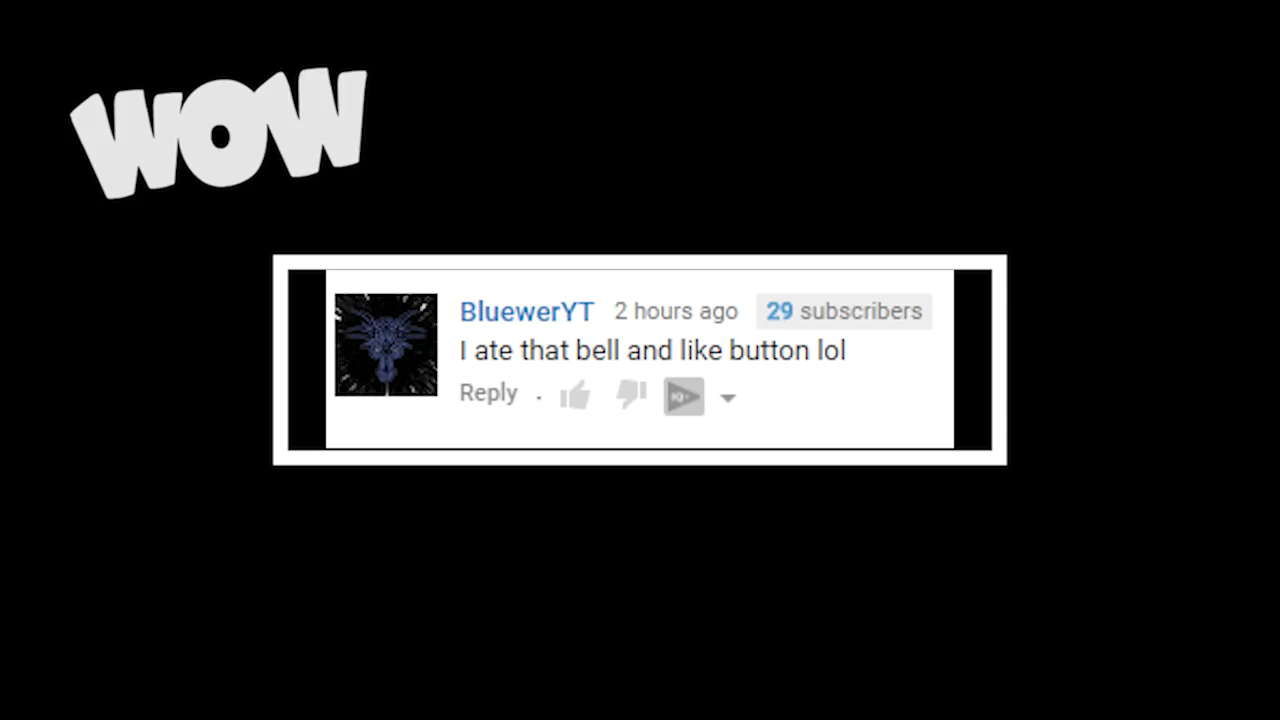 WOW
BluewerYT 2 hours ago 29 subscribers
I ate that bell and like button lol
Reply .